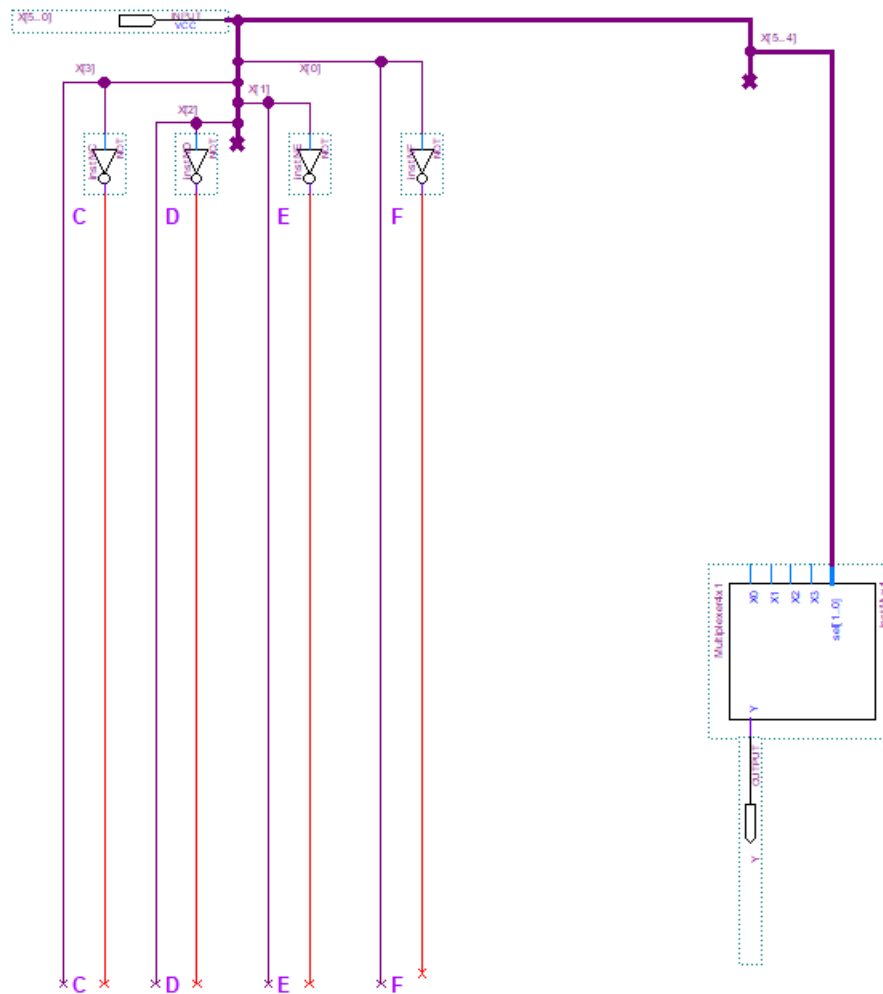 X[5..0]
INPUT
VCC
X[5..4]
X[3]
X[0]
X[1]
X[2]
NOT
NOT
NOT
NOT
C
D
E
F
Multiplexer4x1
X0
X1
X2
X3
sel[1..0]
Y
OUTPUT
Y
C
D
E
F